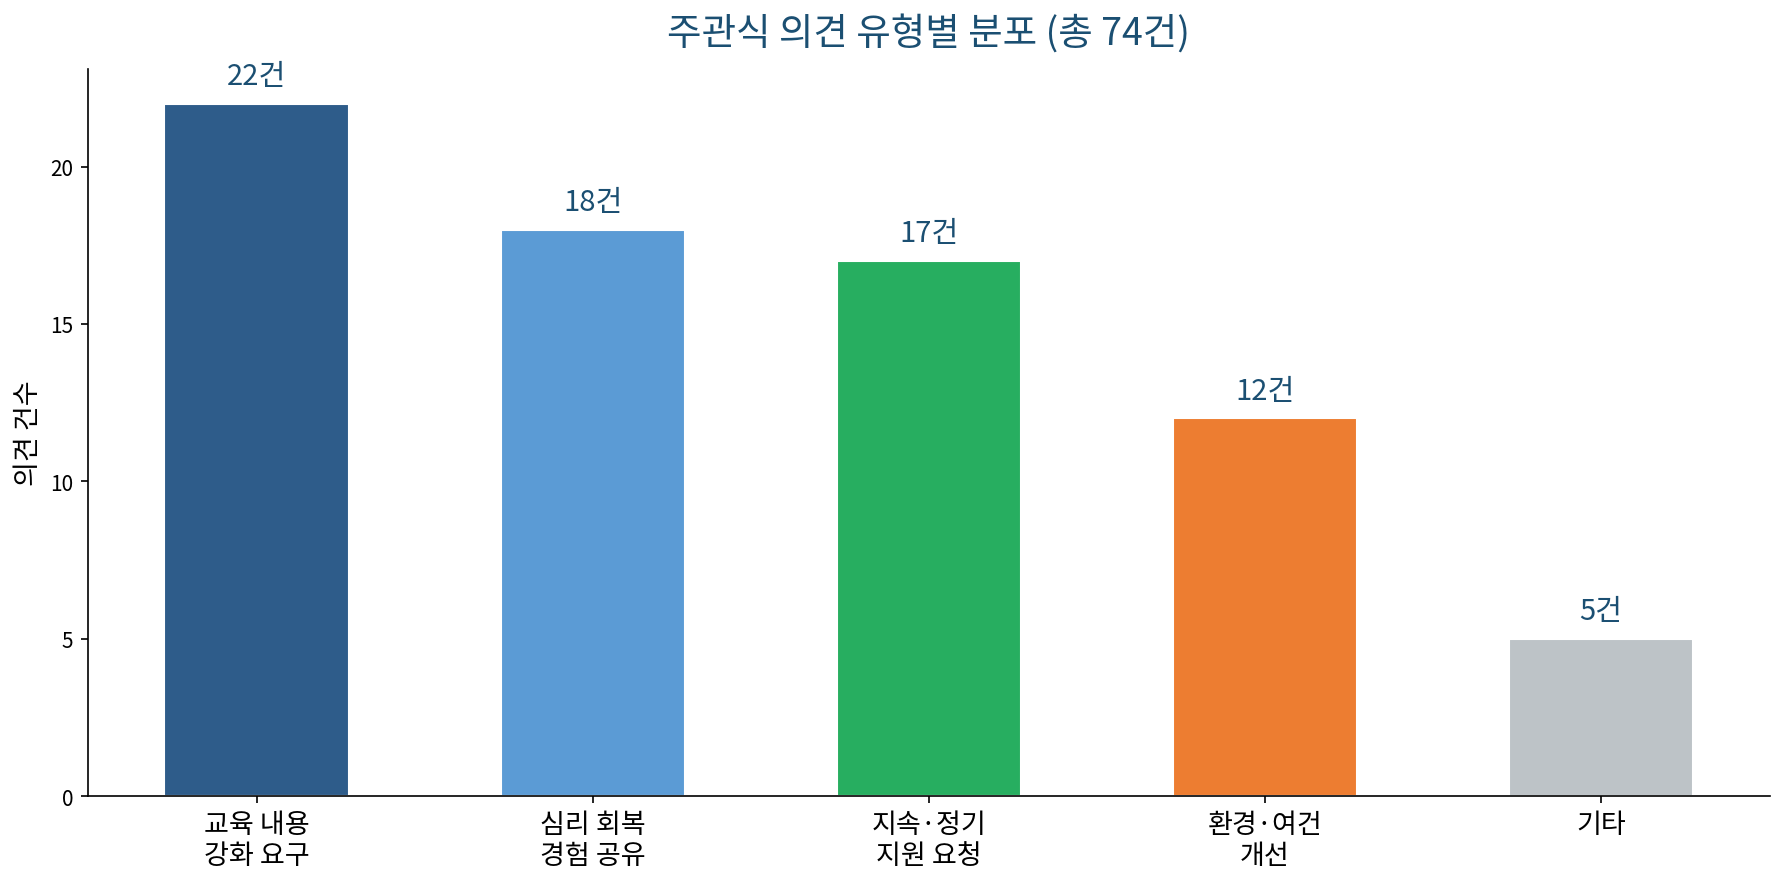 주관식 의견 유형별 분포 (총 74건)
22건
18건
17건
12건
5건
의견 건수
20
15
10
5
0
교육 내용
강화 요구
심리 회복
경험 공유
지속·정기
지원 요청
환경·여건
개선
기타